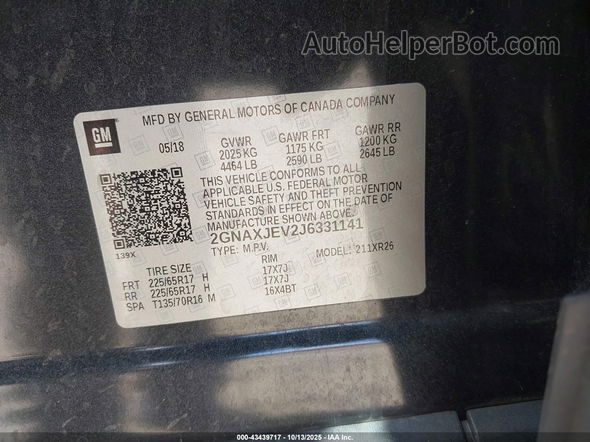 AutoHelperBot.com
MFD BY GENERAL MOTORS OF CANADA COMPANY
GM
05/18 GVWR GAWR FRT GAWR RR
2025 KG 1175 KG 1200 KG
4464 LB 2590 LB 2645 LB
THIS VEHICLE CONFORMS TO ALL
APPLICABLE U.S. FEDERAL MOTOR
VEHICLE SAFETY AND THEFT PREVENTION
STANDARDS IN EFFECT ON THE DATE OF
MANUFACTURE SHOWN ABOVE.
2GNAXJEV2J6331141
139X TYPE: M.P.V. MODEL: 211XR26
TIRE SIZE RIM
FRT 225/65R17 H 17X7J
RR 225/65R17 H 17X7J
SPA T135/70R16 M 16X4BT
000-43439717 - 10/13/2025 - IAA Inc.